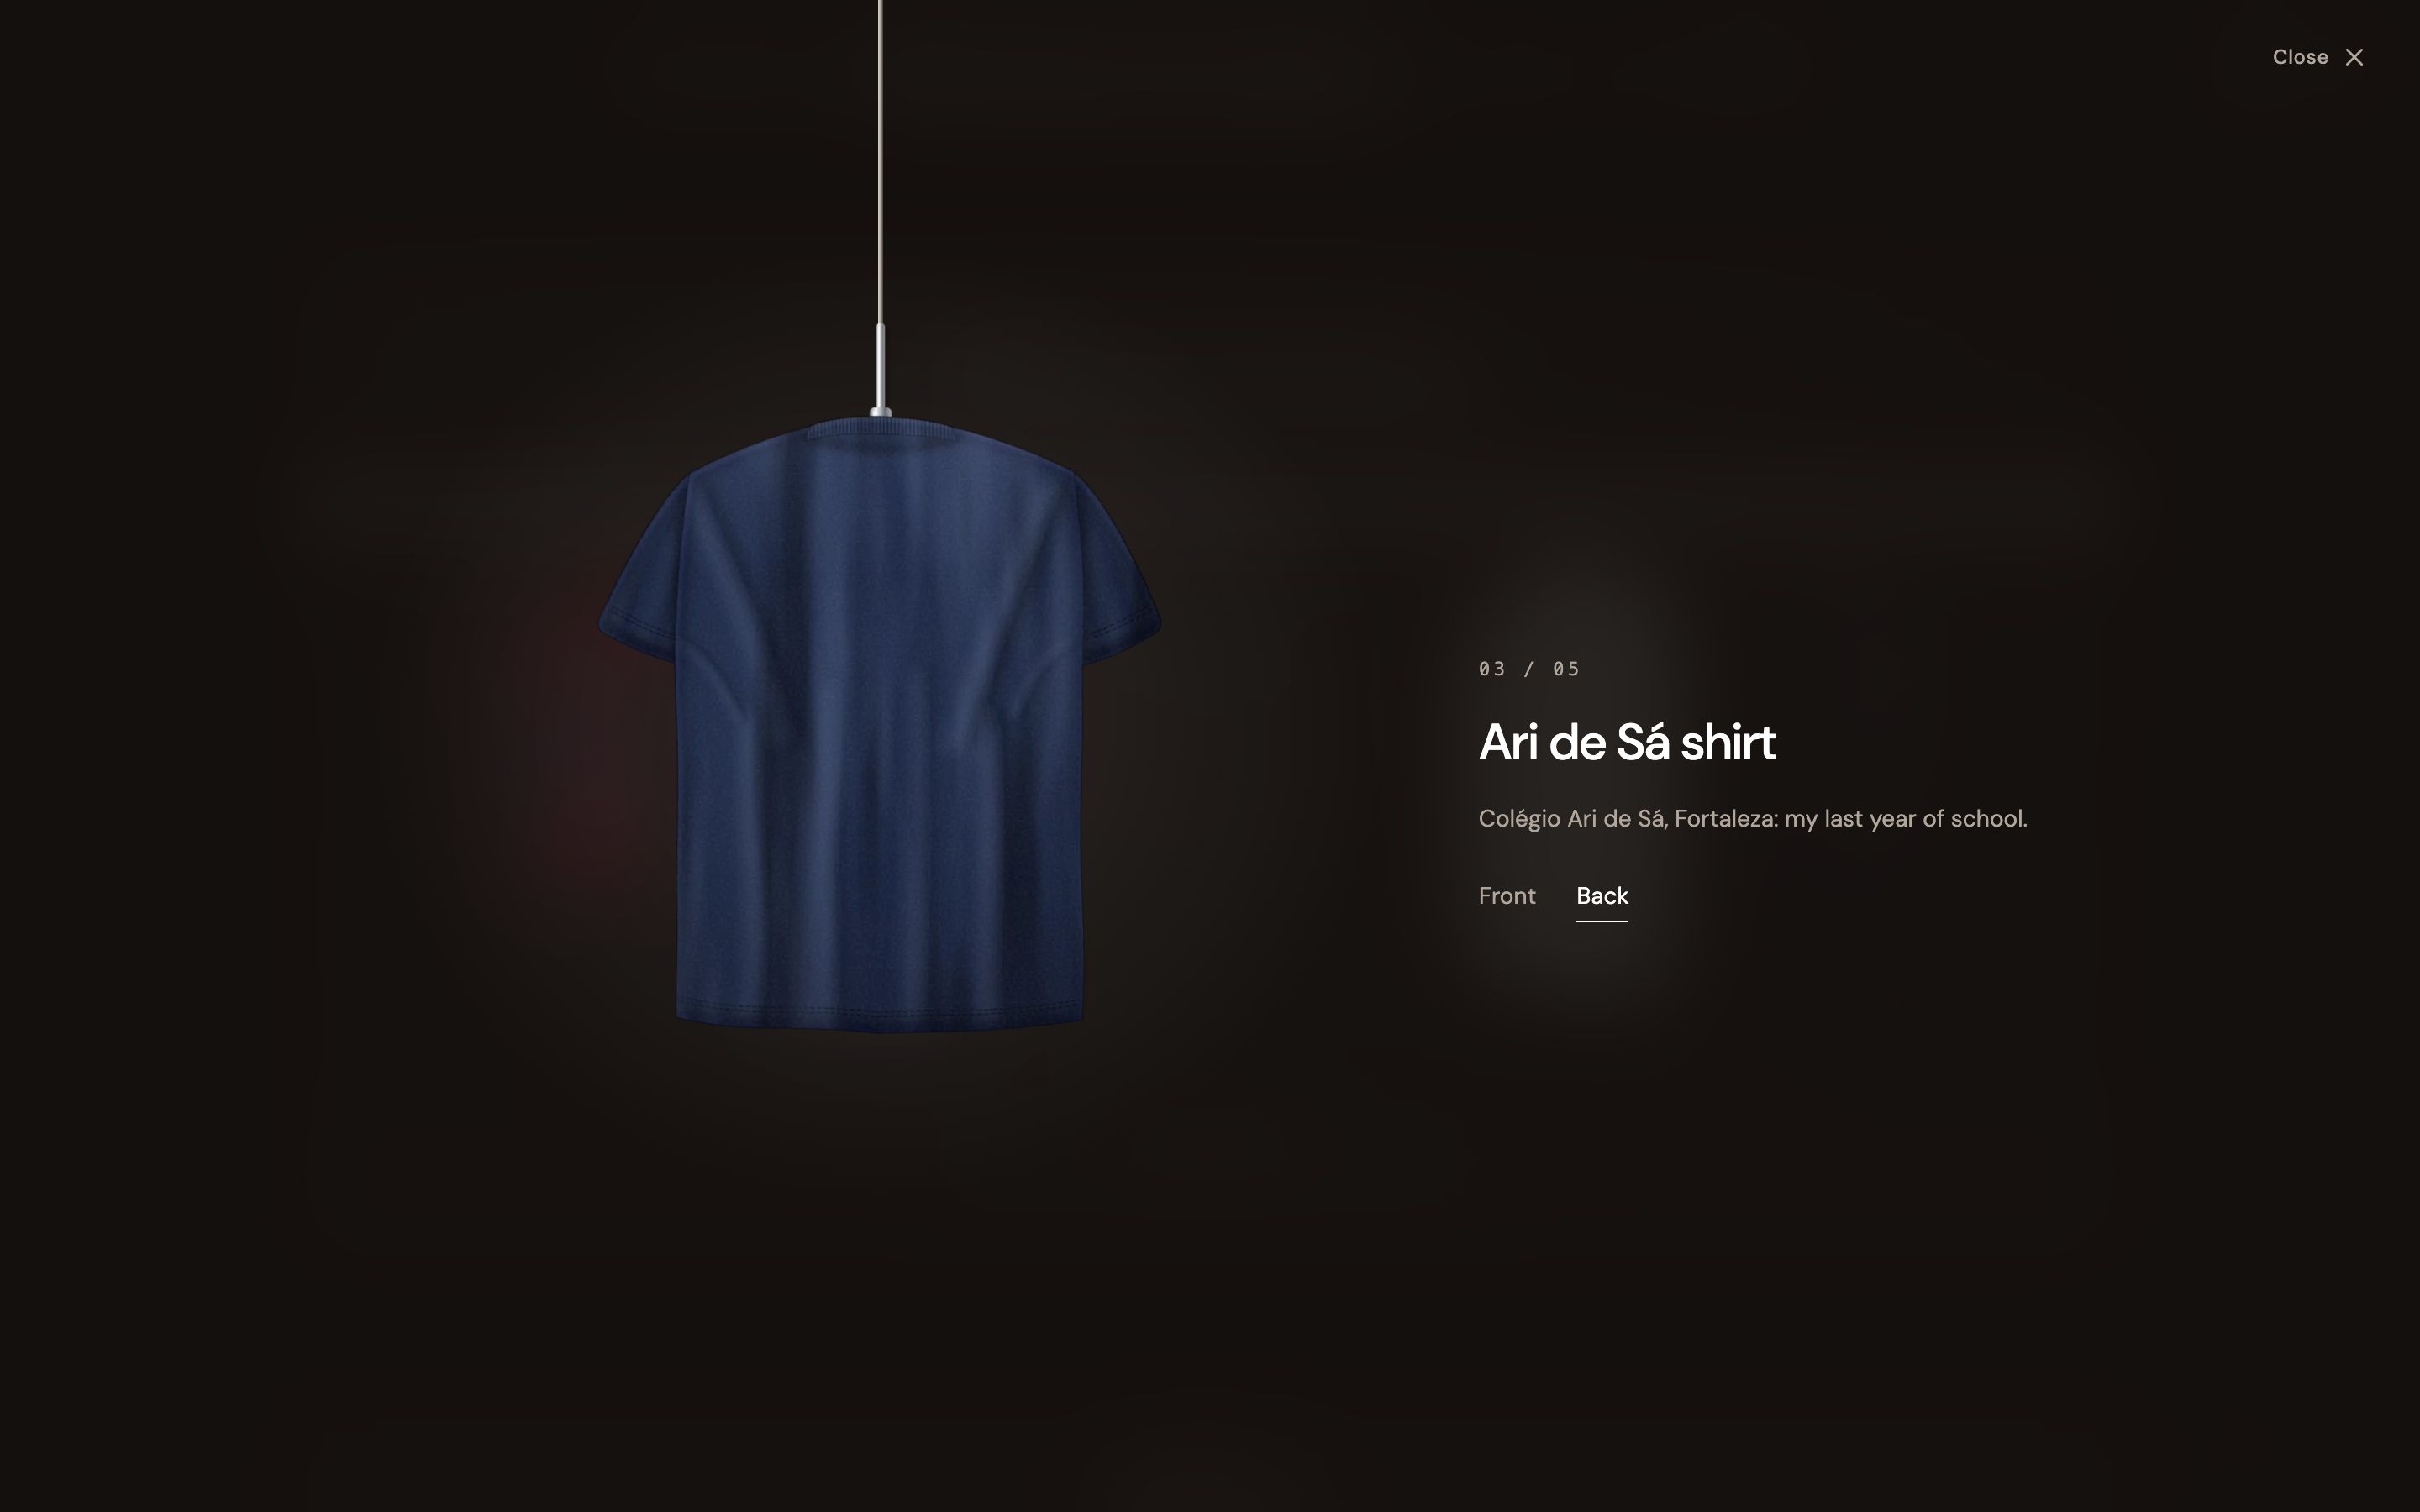 Close
03 / 05
Ari de Sá shirt
Colégio Ari de Sá, Fortaleza: my last year of school.
Front Back